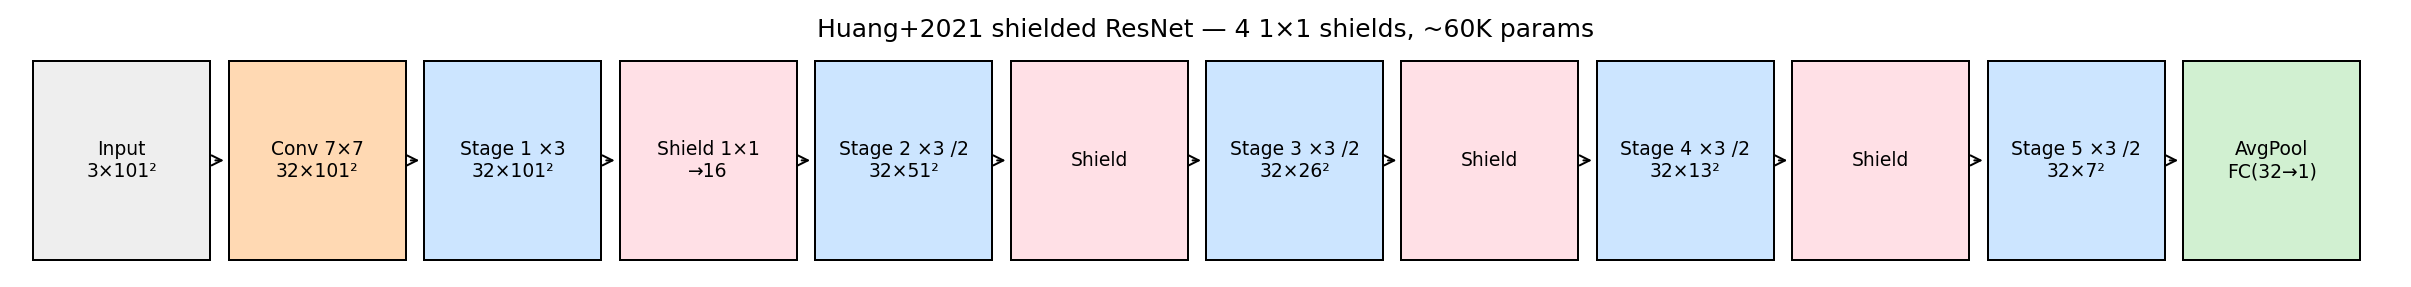 Huang+2021 shielded ResNet — 4 1×1 shields, ~60K params
Input
3×101²
Conv 7×7
32×101²
Stage 1 ×3
32×101²
Shield 1×1
→16
Stage 2 ×3 /2
32×51²
Shield
Stage 3 ×3 /2
32×26²
Shield
Stage 4 ×3 /2
32×13²
Shield
Stage 5 ×3 /2
32×7²
AvgPool
FC(32→1)